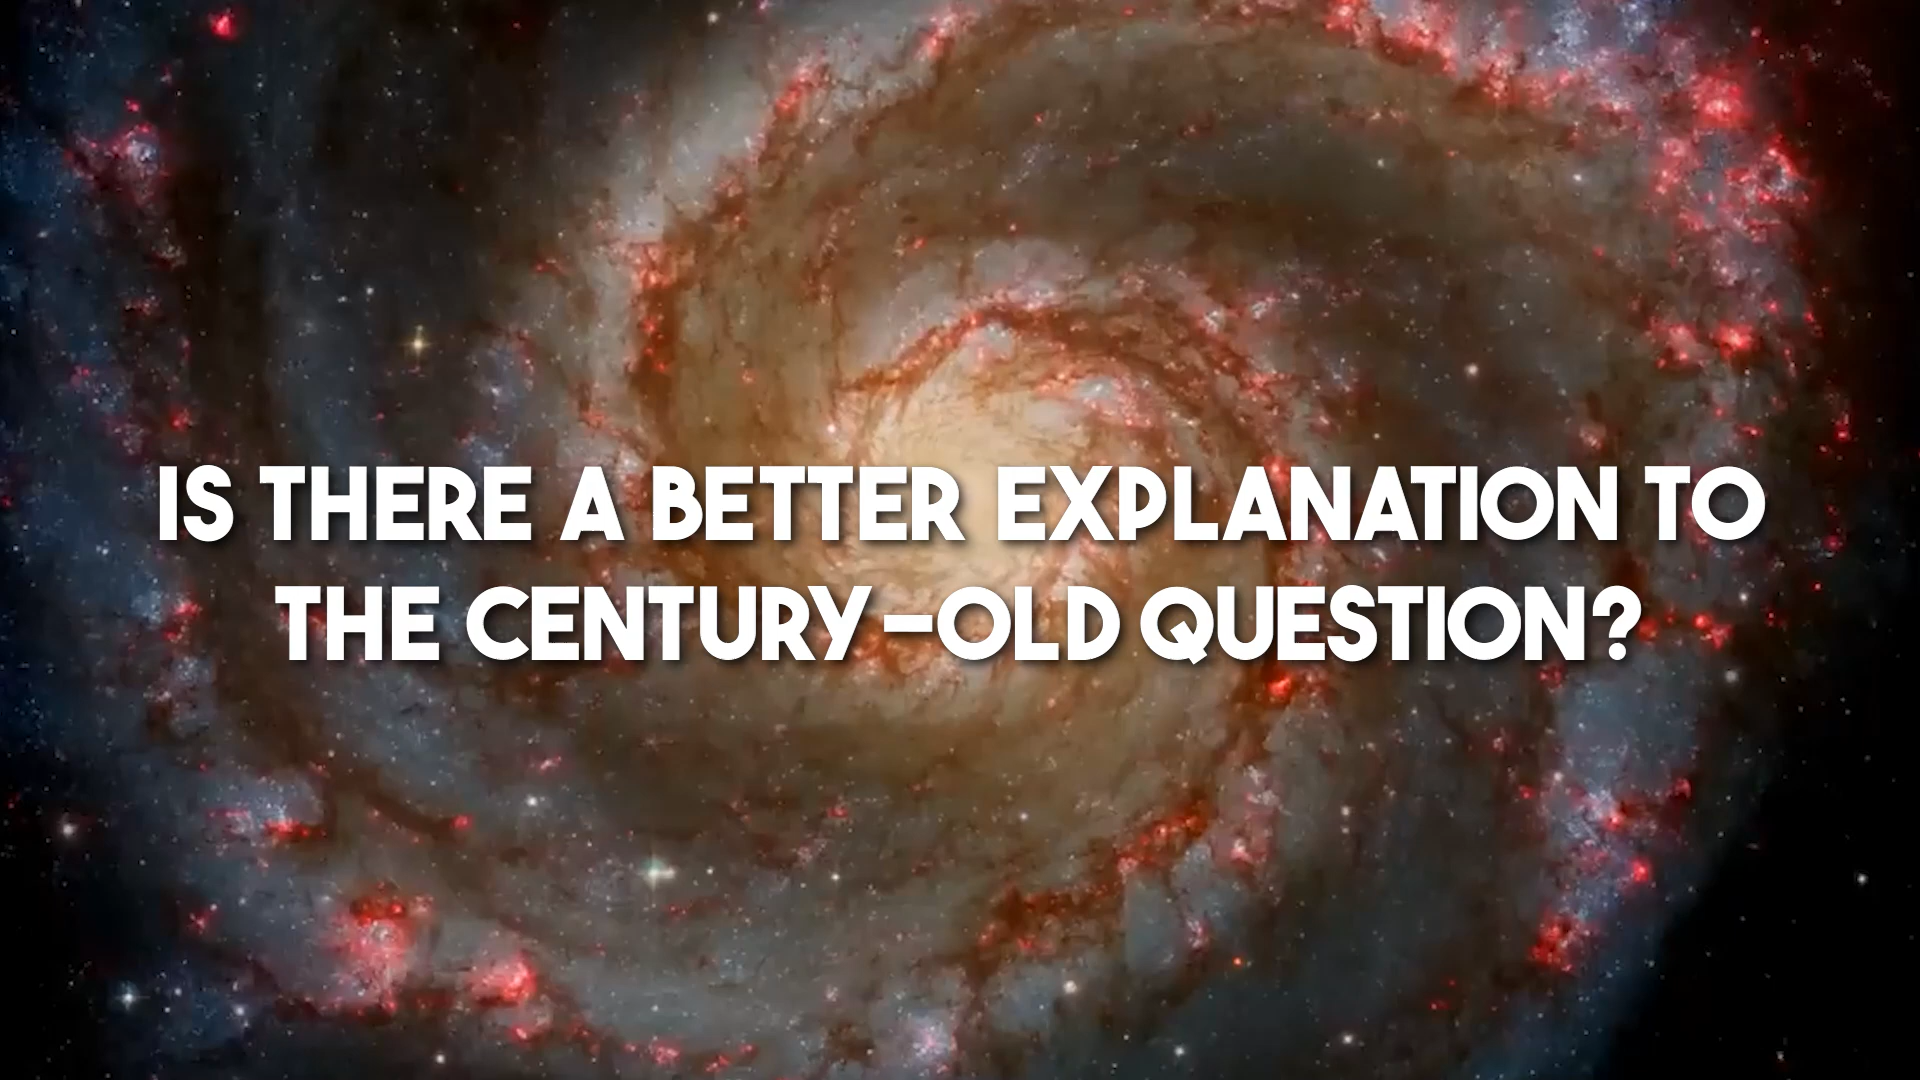 IS THERE A BETTER EXPLANATION TO
THE CENTURY-OLD QUESTION?